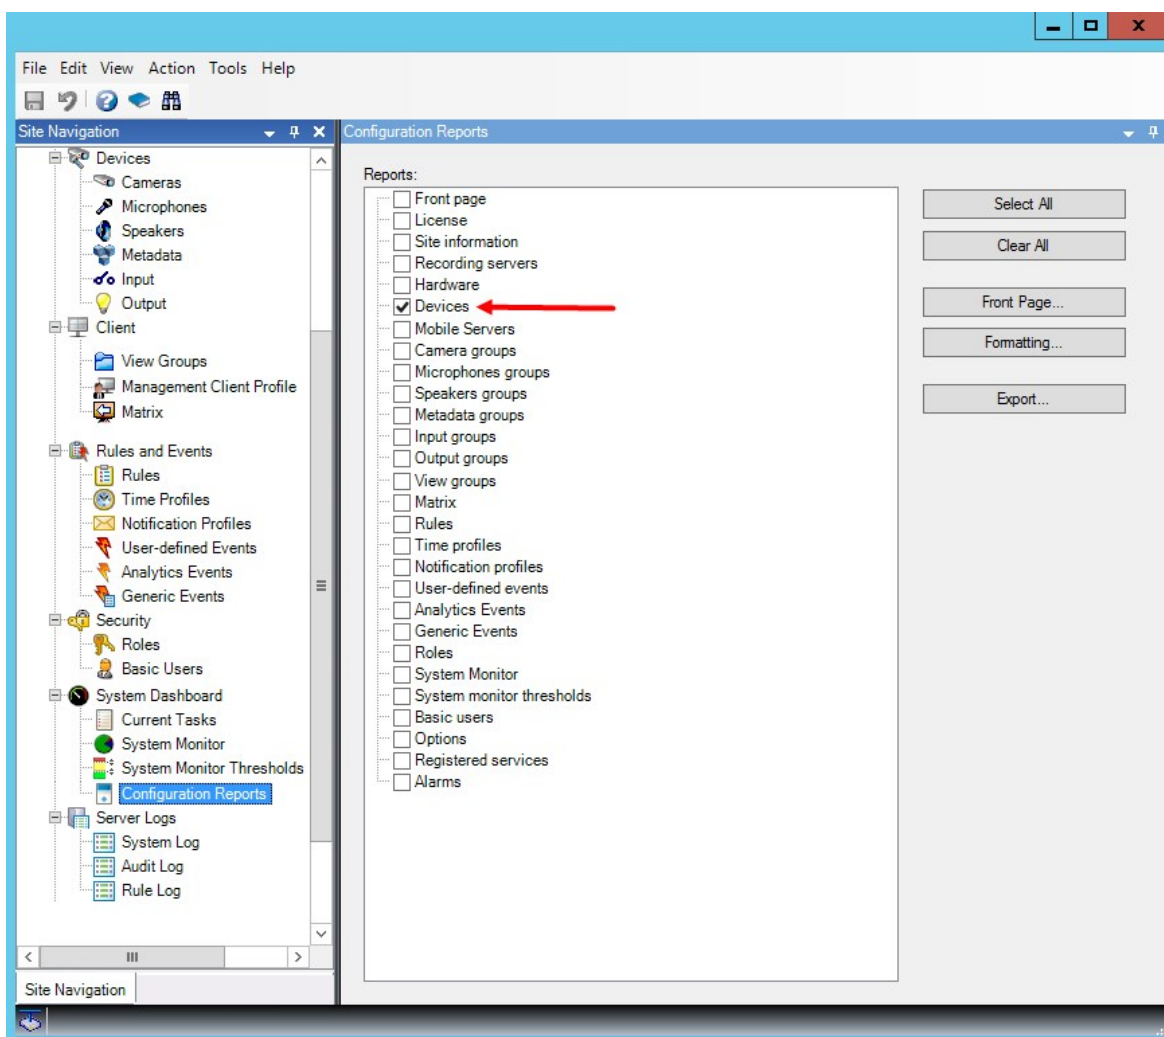 File Edit View Action Tools Help
Site Navigation
Devices
Cameras
Microphones
Speakers
Metadata
Input
Output
Client
View Groups
Management Client Profile
Matrix
Rules and Events
Rules
Time Profiles
Notification Profiles
User-defined Events
Analytics Events
Generic Events
Security
Roles
Basic Users
System Dashboard
Current Tasks
System Monitor
System Monitor Thresholds
Configuration Reports
Server Logs
System Log
Audit Log
Rule Log
Site Navigation
Configuration Reports
Reports:
Front page
License
Site information
Recording servers
Hardware
Devices
Mobile Servers
Camera groups
Microphones groups
Speakers groups
Metadata groups
Input groups
Output groups
View groups
Matrix
Rules
Time profiles
Notification profiles
User-defined events
Analytics Events
Generic Events
Roles
System Monitor
System monitor thresholds
Basic users
Options
Registered services
Alarms
Select All
Clear All
Front Page...
Formatting...
Export...